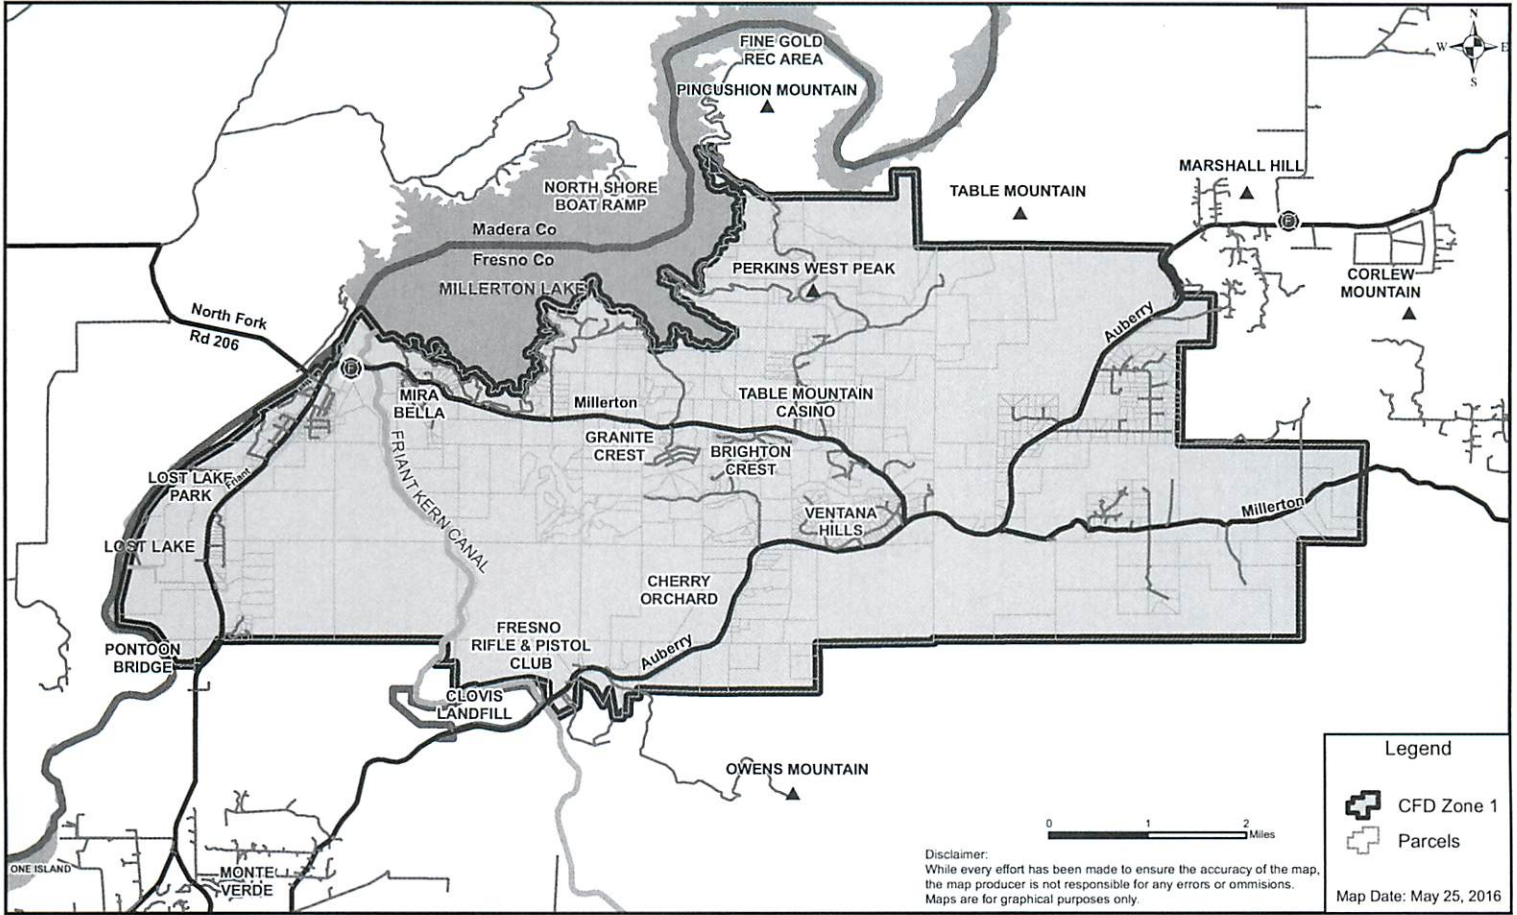 FINE GOLD
REC AREA
N
W
E
S
PINCUSHION MOUNTAIN
MARSHALL HILL
NORTH SHORE
BOAT RAMP
TABLE MOUNTAIN
F
Madera Co
Fresno Co
PERKINS WEST PEAK
CORLEW
MOUNTAIN
MILLERTON LAKE
North Fork
Rd 206
Auberry
F
MIRA
BELLA
Millerton
TABLE MOUNTAIN
CASINO
GRANITE
CREST
BRIGHTON
CREST
FRIANT KERN CANAL
LOST LAKE
PARK
Friant
VENTANA
HILLS
Millerton
LOST LAKE
CHERRY
ORCHARD
FRESNO
RIFLE & PISTOL
CLUB
Auberry
PONTOON
BRIDGE
CLOVIS
LANDFILL
OWENS MOUNTAIN
ONE ISLAND
MONTE
VERDE
0 1 2
Miles
Disclaimer:
While every effort has been made to ensure the accuracy of the map,
the map producer is not responsible for any errors or ommisions.
Maps are for graphical purposes only.
Legend
CFD Zone 1
Parcels
Map Date: May 25, 2016